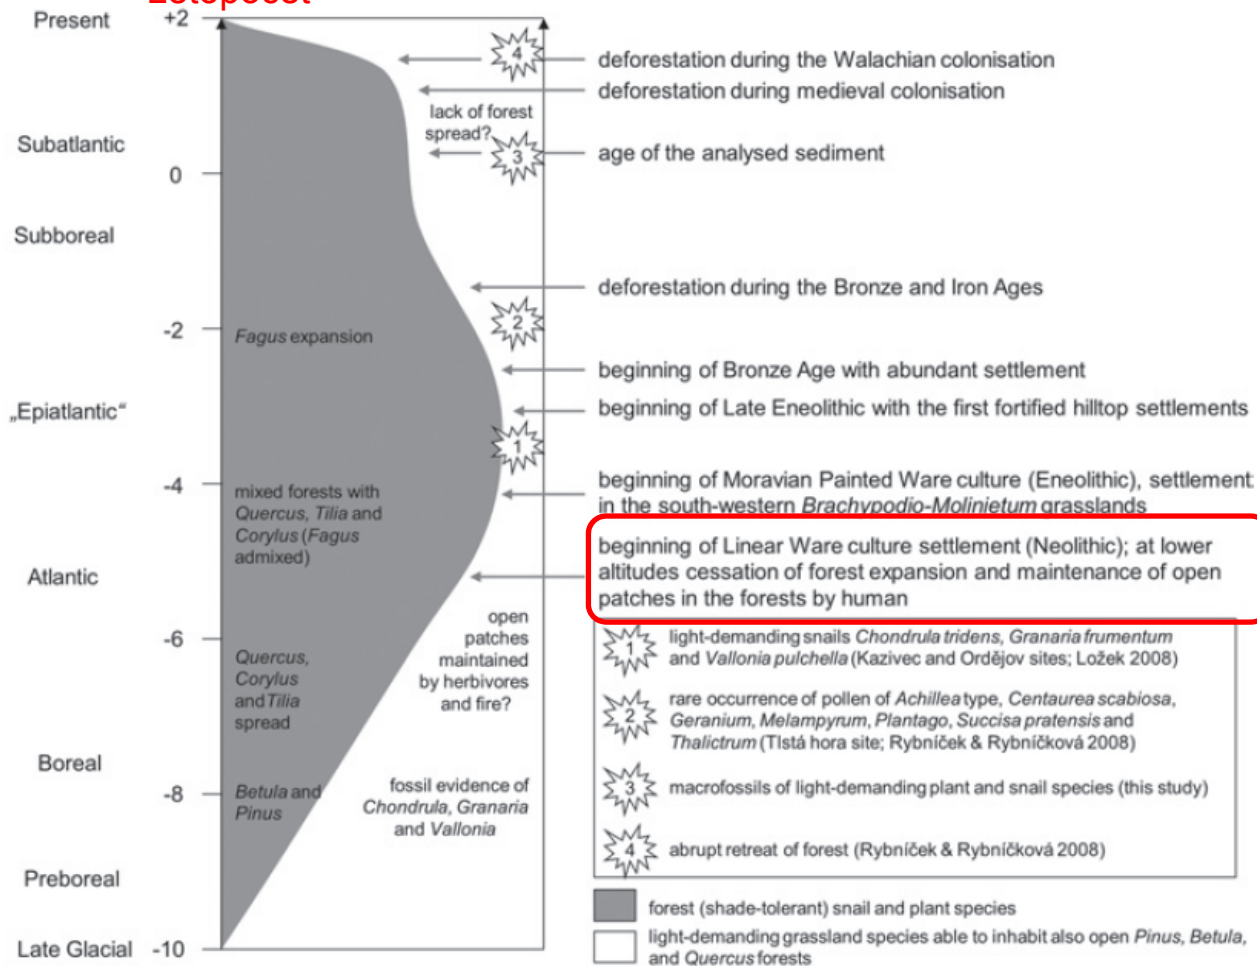 Letopočet
Present
+2
Subatlantic
0
Subboreal
-2
„Epiatlantic“
-4
Atlantic
-6
Boreal
-8
Preboreal
Late Glacial
-10
Fagus expansion
mixed forests with
Quercus, Tilia and
Corylus (Fagus
admixed)
Quercus,
Corylus
and Tilia
spread
Betula and
Pinus
4
lack of forest
spread?
3
2
1
open
patches
maintained
by herbivores
and fire?
fossil evidence of
Chondrula, Granaria
and Vallonia
deforestation during the Walachian colonisation
deforestation during medieval colonisation
age of the analysed sediment
deforestation during the Bronze and Iron Ages
beginning of Bronze Age with abundant settlement
beginning of Late Eneolithic with the first fortified hilltop settlements
beginning of Moravian Painted Ware culture (Eneolithic), settlement
in the south-western Brachypodio-Molinietum grasslands
beginning of Linear Ware culture settlement (Neolithic); at lower
altitudes cessation of forest expansion and maintenance of open
patches in the forests by human
1 light-demanding snails Chondrula tridens, Granaria frumentum
and Vallonia pulchella (Kazivec and Ordějov sites; Ložek 2008)
2 rare occurrence of pollen of Achillea type, Centaurea scabiosa,
Geranium, Melampyrum, Plantago, Succisa pratensis and
Thalictrum (Tlstá hora site; Rybníček & Rybníčková 2008)
3 macrofossils of light-demanding plant and snail species (this study)
4 abrupt retreat of forest (Rybníček & Rybníčková 2008)
forest (shade-tolerant) snail and plant species
light-demanding grassland species able to inhabit also open Pinus, Betula,
and Quercus forests